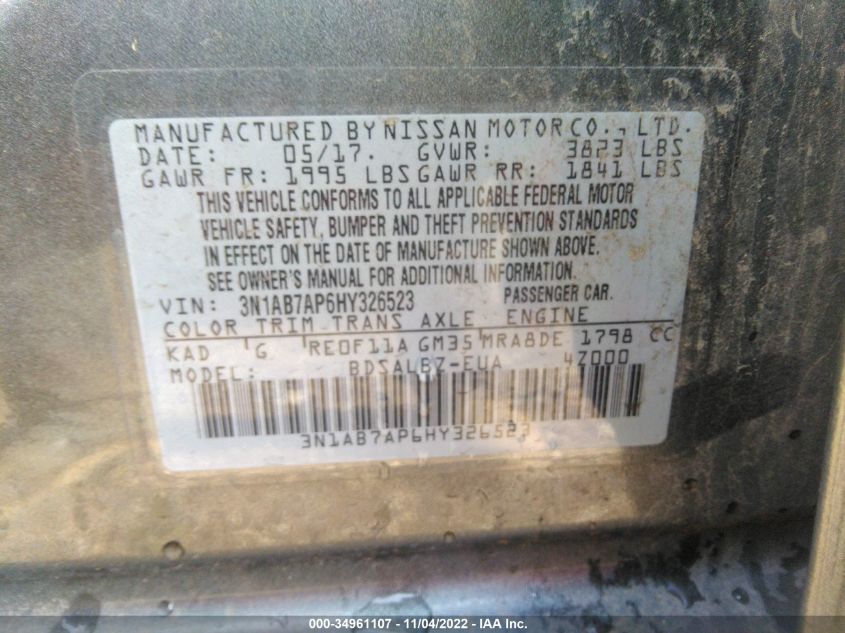 MANUFACTURED BY NISSAN MOTOR CO., LTD.
DATE: 05/17. GVWR: 3823 LBS
GAWR FR: 1995 LBS GAWR RR: 1841 LBS
THIS VEHICLE CONFORMS TO ALL APPLICABLE FEDERAL MOTOR
VEHICLE SAFETY, BUMPER AND THEFT PREVENTION STANDARDS
IN EFFECT ON THE DATE OF MANUFACTURE SHOWN ABOVE.
SEE OWNER'S MANUAL FOR ADDITIONAL INFORMATION.
VIN: 3N1AB7AP6HY326523 PASSENGER CAR.
COLOR TRIM TRANS AXLE ENGINE
KAD G RE0F11A GM35 MRA8DE 1798 CC
MODEL: BDSALBZ-EUA 4Z000
3N1AB7AP6HY326523
000-34961107 - 11/04/2022 - IAA Inc.